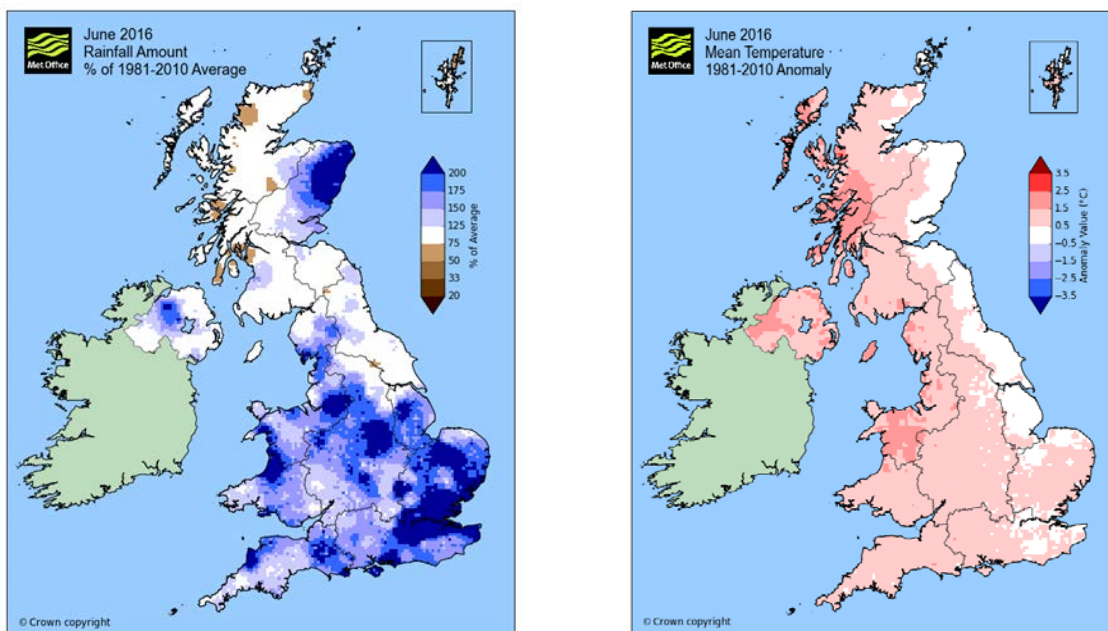 June 2016
Rainfall Amount
% of 1981-2010 Average
Met Office
200
175
150
125
75
50
33
20
% of Average
© Crown copyright
June 2016
Mean Temperature
1981-2010 Anomaly
Met Office
3.5
2.5
1.5
0.5
−0.5
−1.5
−2.5
−3.5
Anomaly Value (°C)
© Crown copyright